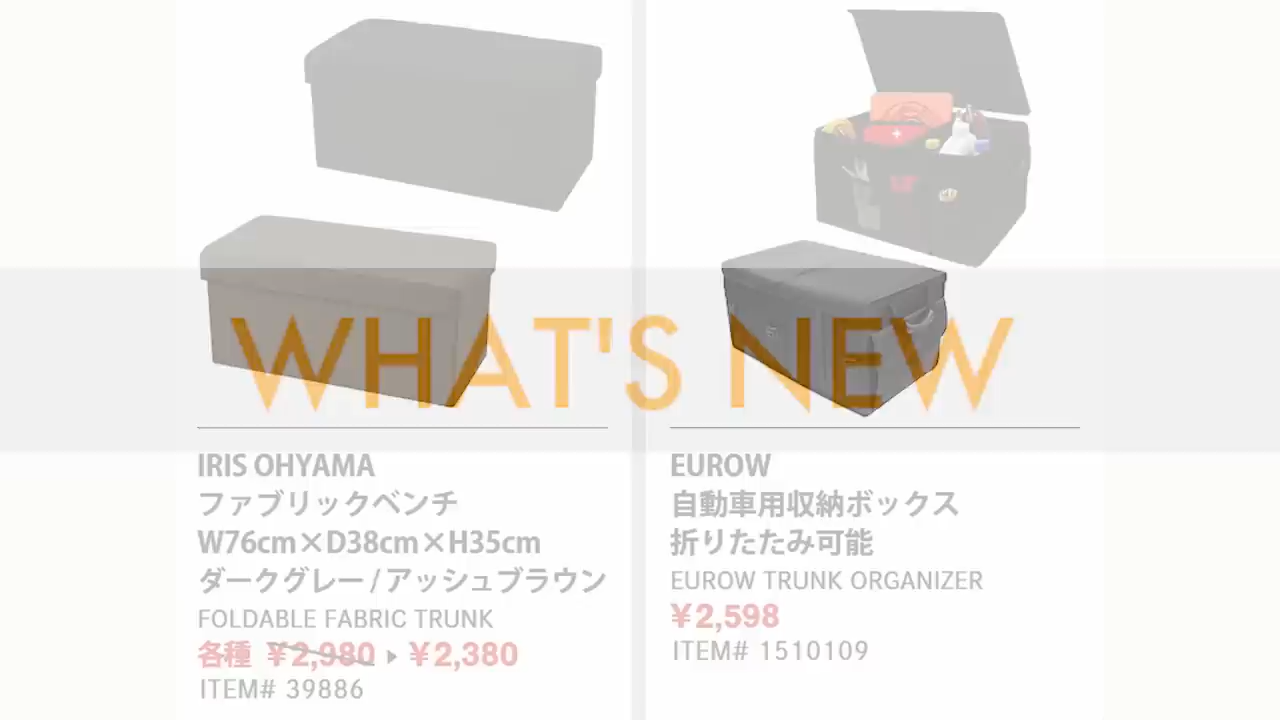 WHAT'S NEW
IRIS OHYAMA
ファブリックベンチ
W76cm×D38cm×H35cm
ダークグレー / アッシュブラウン
FOLDABLE FABRIC TRUNK
各種 ¥2,980 ▶ ¥2,380
ITEM# 39886
EUROW
自動車用収納ボックス
折りたたみ可能
EUROW TRUNK ORGANIZER
¥2,598
ITEM# 1510109